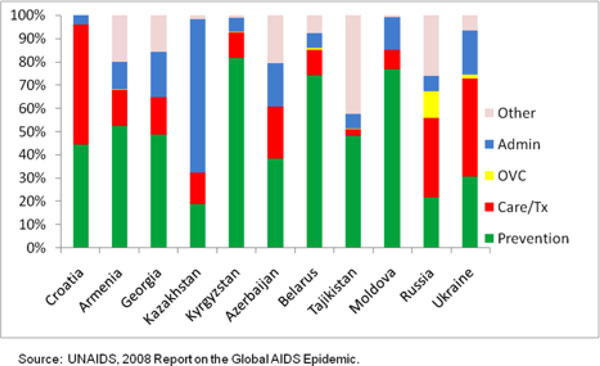 100%
90%
80%
70%
60%
50%
40%
30%
20%
10%
0%
Other
Admin
OVC
Care/Tx
Prevention
Croatia
Armenia
Georgia
Kazakhstan
Kyrgyzstan
Azerbaijan
Belarus
Tajikistan
Moldova
Russia
Ukraine
Source: UNAIDS, 2008 Report on the Global AIDS Epidemic.